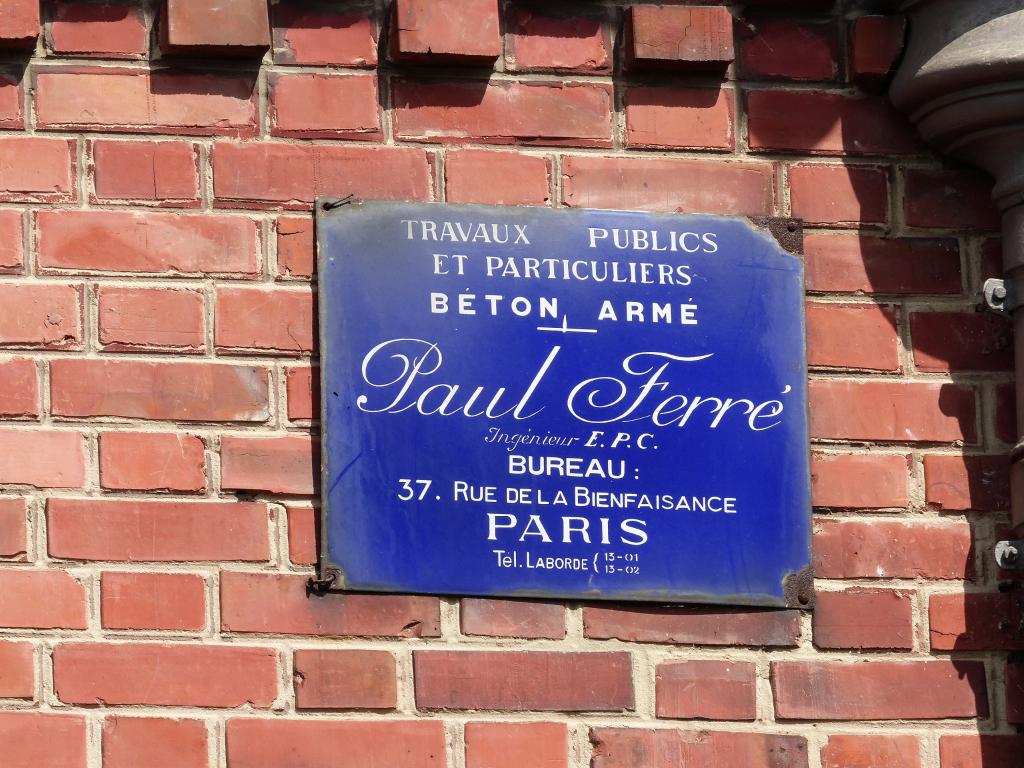 TRAVAUX PUBLICS
ET PARTICULIERS
BÉTON ARMÉ
Paul Ferré
Ingénieur E.P.C.
BUREAU :
37. RUE DE LA BIENFAISANCE
PARIS
Tél. LABORDE { 13-01
13-02